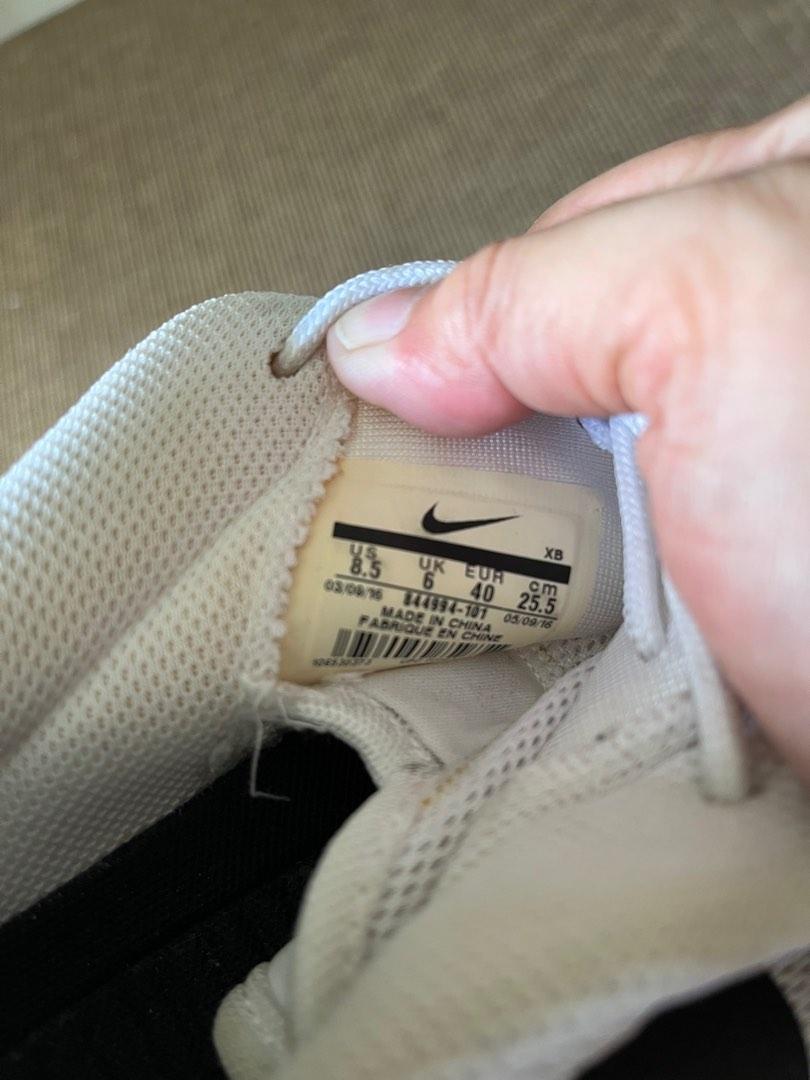 XB
US UK EUR cm
8.5 6 40 25.5
03/09/16 844994-101 05/09/16
MADE IN CHINA
FABRIQUE EN CHINE